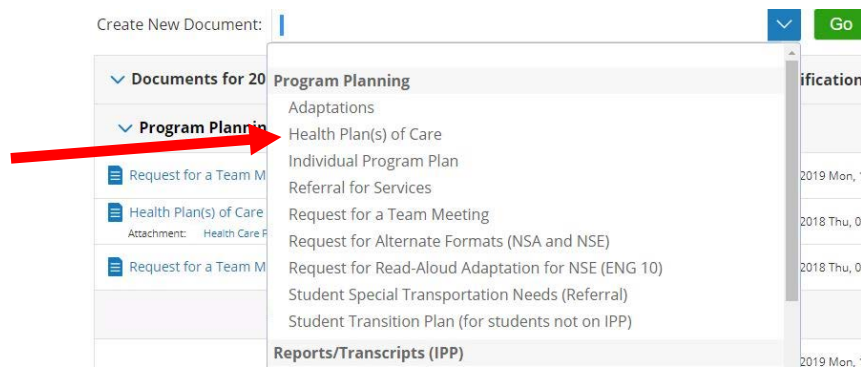 Create New Document:
Go
Documents for 20
Program Planning
ification
Adaptations
Program Plannin
Health Plan(s) of Care
Individual Program Plan
Request for a Team M
Referral for Services
2019 Mon, 1
Health Plan(s) of Care
Request for a Team Meeting
2018 Thu, 0
Attachment: Health Care P
Request for Alternate Formats (NSA and NSE)
Request for a Team M
Request for Read-Aloud Adaptation for NSE (ENG 10)
2018 Thu, 0
Student Special Transportation Needs (Referral)
Student Transition Plan (for students not on IPP)
Reports/Transcripts (IPP)
2019 Mon, 1